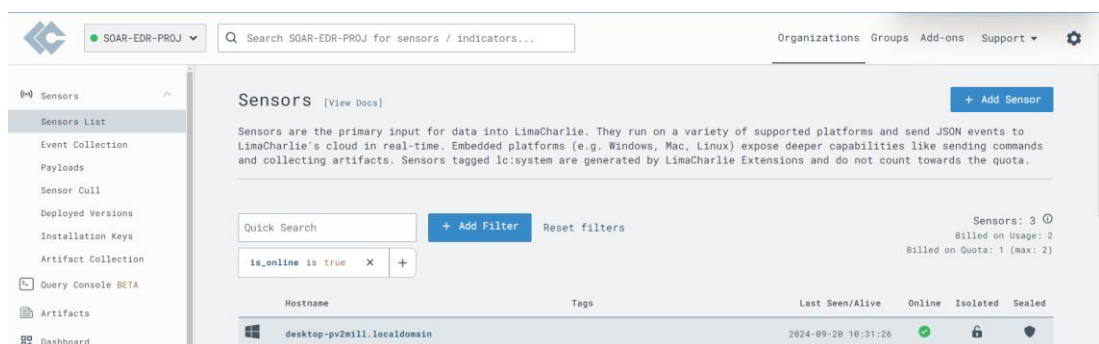 SOAR-EDR-PROJ
Search SOAR-EDR-PROJ for sensors / indicators...
Organizations Groups Add-ons Support
Sensors
Sensors List
Event Collection
Payloads
Sensor Cull
Deployed Versions
Installation Keys
Artifact Collection
Query Console BETA
Artifacts
Dashboard
Sensors [View Docs]
+ Add Sensor
Sensors are the primary input for data into LimaCharlie. They run on a variety of supported platforms and send JSON events to
LimaCharlie's cloud in real-time. Embedded platforms (e.g. Windows, Mac, Linux) expose deeper capabilities like sending commands
and collecting artifacts. Sensors tagged lc:system are generated by LimaCharlie Extensions and do not count towards the quota.
Quick Search
+ Add Filter
Reset filters
Sensors: 3
Billed on Usage: 2
Billed on Quota: 1 (max: 2)
is_online is true × +
Hostname Tags Last Seen/Alive Online Isolated Sealed
desktop-pv2mill.localdomain 2024-09-20 10:31:26